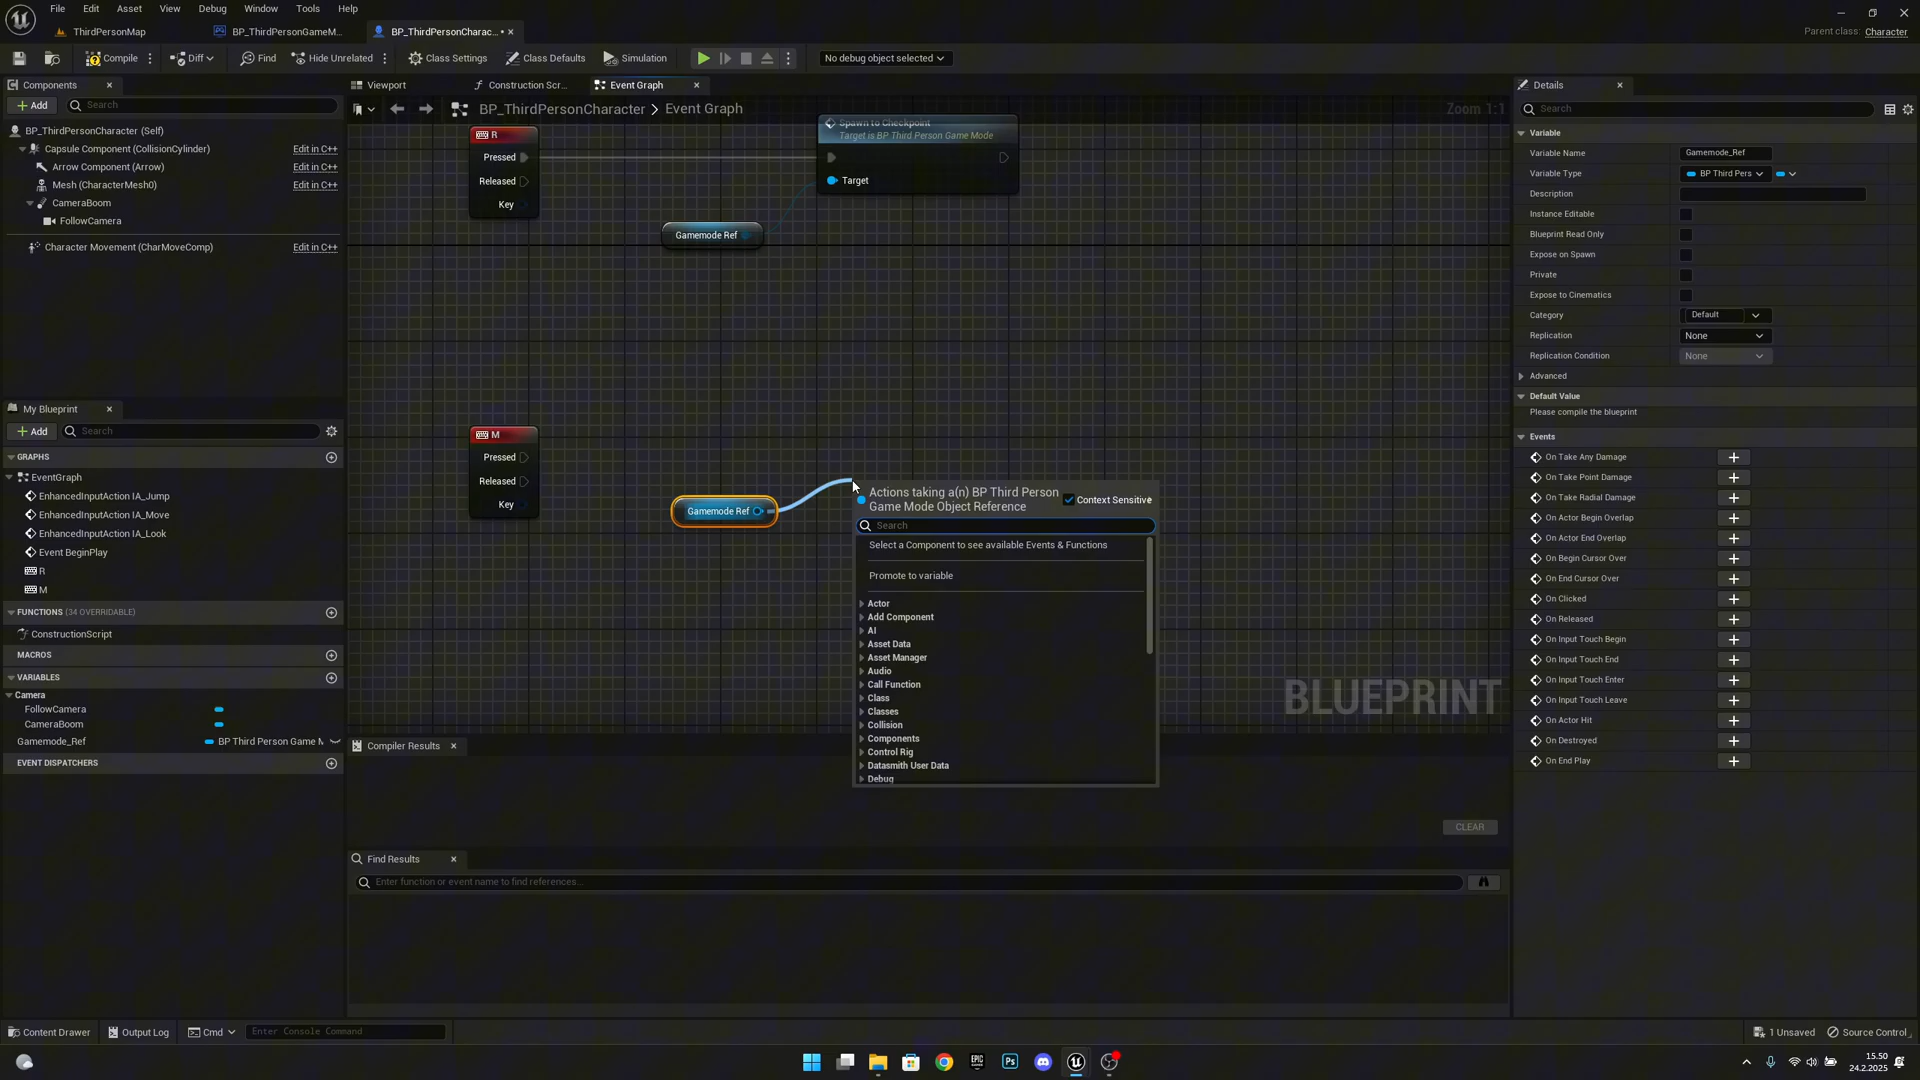 File Edit Asset View Debug Window Tools Help
ThirdPersonMap
BP_ThirdPersonGameM...
BP_ThirdPersonCharac... •
Parent class: Character
Compile
Diff
Find
Hide Unrelated
Class Settings
Class Defaults
Simulation
No debug object selected
Components
Viewport
Construction Scr...
Event Graph
Details
Add
Search
BP_ThirdPersonCharacter > Event Graph
Zoom 1:1
Search
BP_ThirdPersonCharacter (Self)
Capsule Component (CollisionCylinder) Edit in C++
Arrow Component (Arrow) Edit in C++
Mesh (CharacterMesh0) Edit in C++
CameraBoom
FollowCamera
Character Movement (CharMoveComp) Edit in C++
My Blueprint
Add
Search
GRAPHS
EventGraph
EnhancedInputAction IA_Jump
EnhancedInputAction IA_Move
EnhancedInputAction IA_Look
Event BeginPlay
R
M
FUNCTIONS (34 OVERRIDABLE)
ConstructionScript
MACROS
VARIABLES
Camera
FollowCamera
CameraBoom
Gamemode_Ref BP Third Person Game M
EVENT DISPATCHERS
R
Pressed
Released
Key
Spawn to Checkpoint
Target is BP Third Person Game Mode
Target
Gamemode Ref
M
Pressed
Released
Key
Gamemode Ref
Actions taking a(n) BP Third Person
Game Mode Object Reference
Context Sensitive
Search
Select a Component to see available Events & Functions
Promote to variable
Actor
Add Component
AI
Asset Data
Asset Manager
Audio
Call Function
Class
Classes
Collision
Components
Control Rig
Datasmith User Data
Debug
BLUEPRINT
Compiler Results
CLEAR
Find Results
Enter function or event name to find references...
Variable
Variable Name Gamemode_Ref
Variable Type BP Third Pers
Description
Instance Editable
Blueprint Read Only
Expose on Spawn
Private
Expose to Cinematics
Category Default
Replication None
Replication Condition None
Advanced
Default Value
Please compile the blueprint
Events
On Take Any Damage
On Take Point Damage
On Take Radial Damage
On Actor Begin Overlap
On Actor End Overlap
On Begin Cursor Over
On End Cursor Over
On Clicked
On Released
On Input Touch Begin
On Input Touch End
On Input Touch Enter
On Input Touch Leave
On Actor Hit
On Destroyed
On End Play
Content Drawer
Output Log
Cmd
Enter Console Command
1 Unsaved
Source Control
EPIC
Ps
15.50
24.2.2025